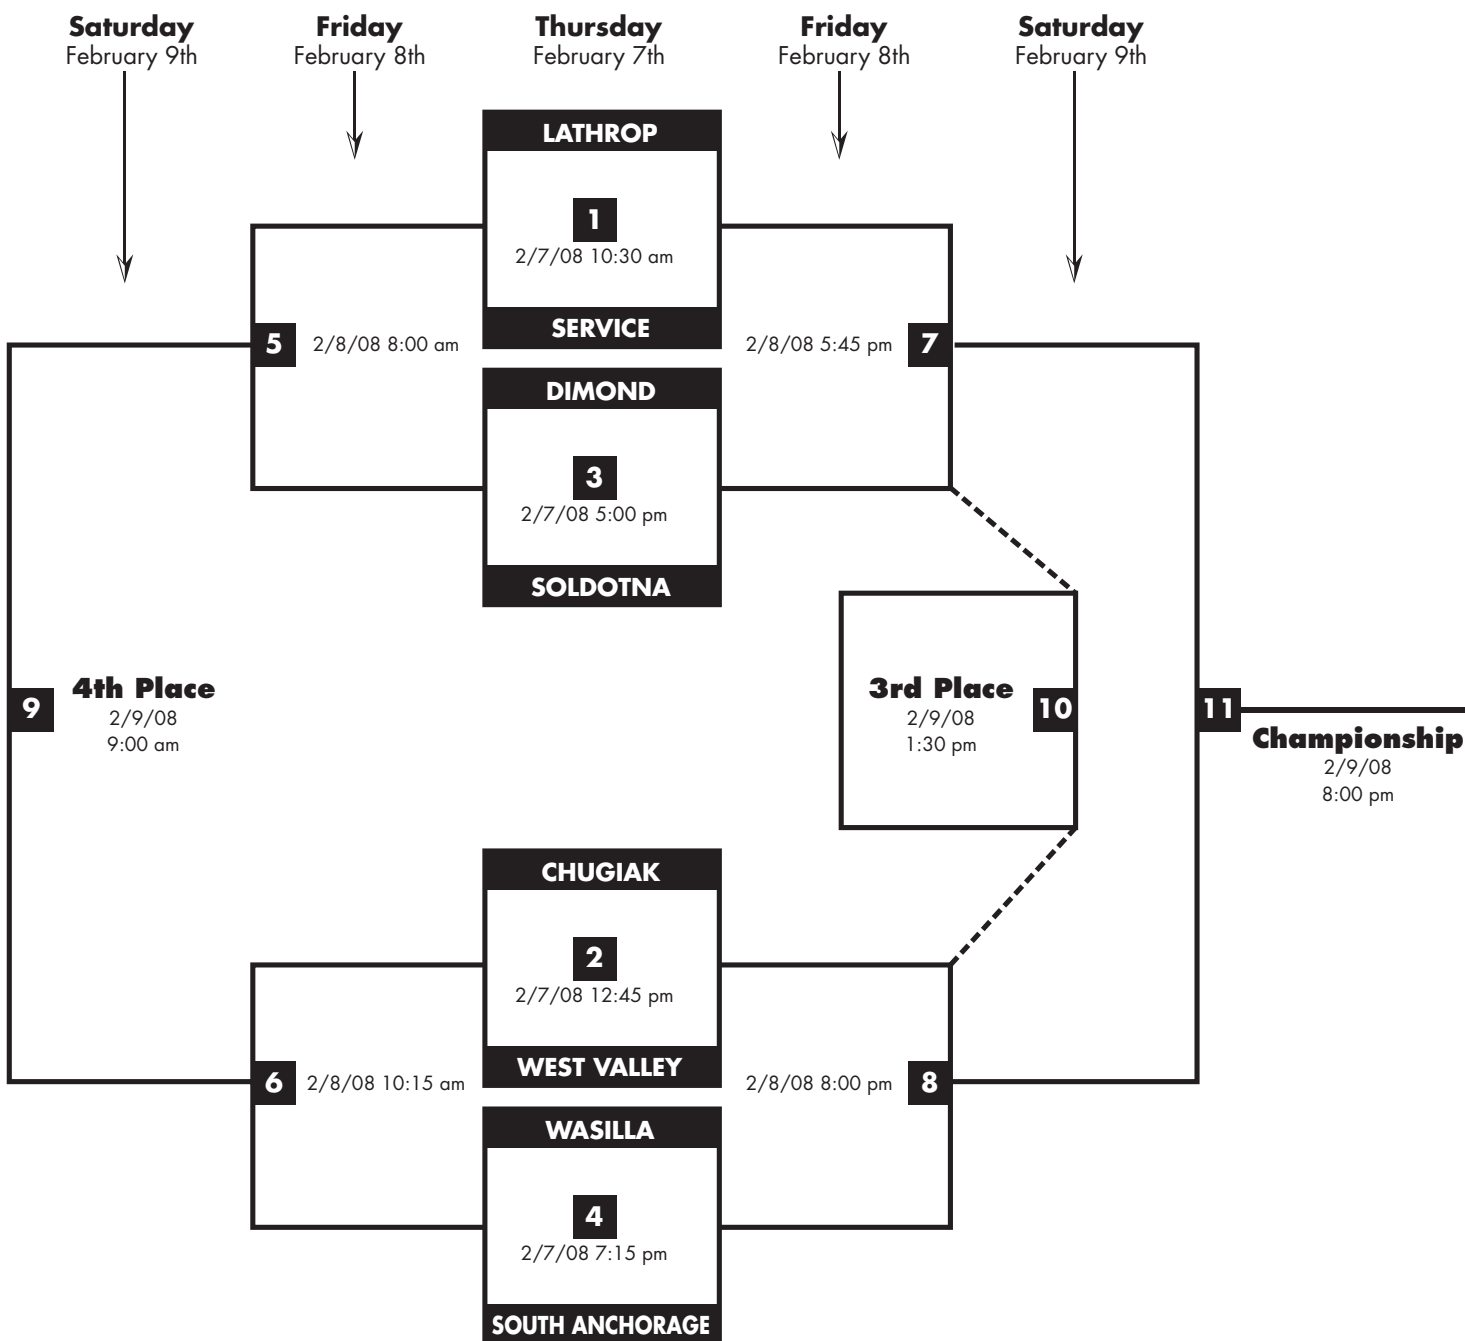 Saturday
February 9th
Friday
February 8th
Thursday
February 7th
Friday
February 8th
Saturday
February 9th
LATHROP
1
2/7/08 10:30 am
SERVICE
5
2/8/08 8:00 am
2/8/08 5:45 pm
7
DIMOND
3
2/7/08 5:00 pm
SOLDOTNA
9
4th Place
2/9/08
9:00 am
3rd Place
2/9/08
1:30 pm
10
11
Championship
2/9/08
8:00 pm
CHUGIAK
2
2/7/08 12:45 pm
WEST VALLEY
6
2/8/08 10:15 am
2/8/08 8:00 pm
8
WASILLA
4
2/7/08 7:15 pm
SOUTH ANCHORAGE